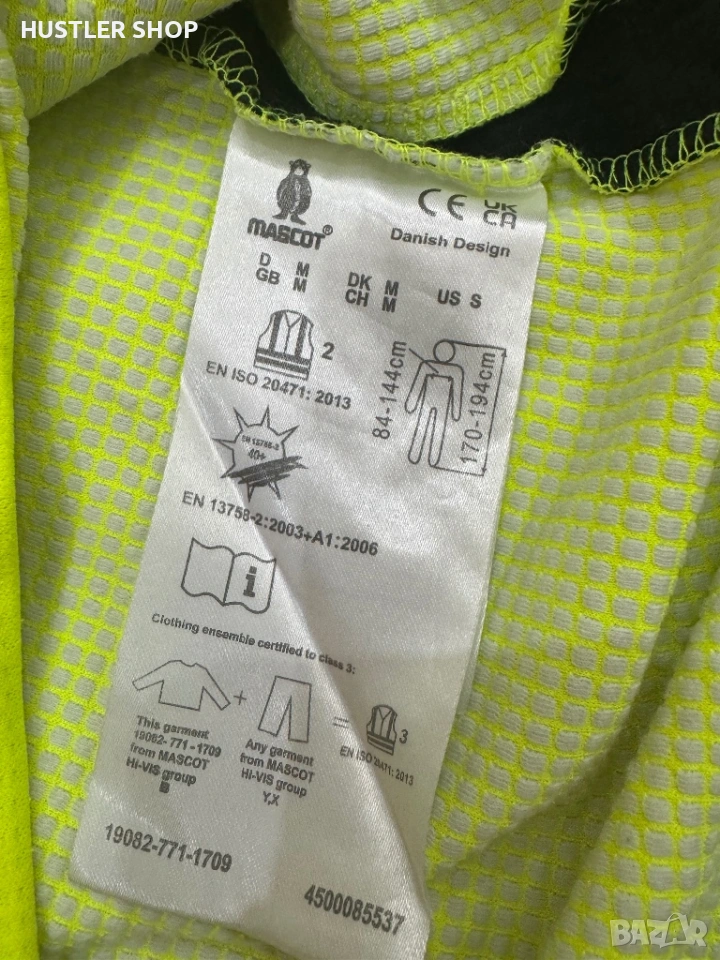 HUSTLER SHOP
MASCOT®
CE UK CA
Danish Design
D M
GB M
DK M
CH M
US S
2
EN ISO 20471: 2013
84-144cm
170-194cm
EN 13758-2
40+
EN 13758-2:2003+A1:2006
i
Clothing ensemble certified to class 3:
+
=
3
EN ISO 20471: 2013
This garment
19082-771-1709
from MASCOT
Hi-VIS group
B
Any garment
from MASCOT
Hi-VIS group
Y,X
19082-771-1709
4500085537
BAZAR